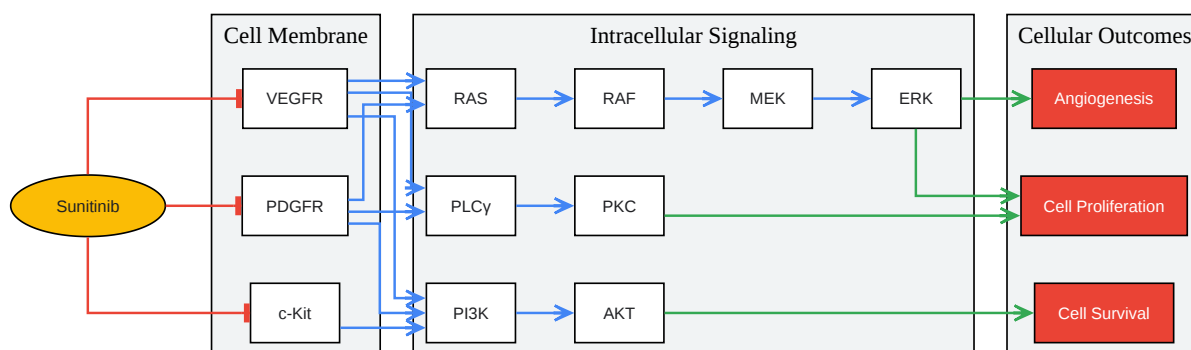 Cell Membrane
Intracellular Signaling
Cellular Outcomes
VEGFR
RAS
RAF
MEK
ERK
Angiogenesis
Sunitinib
PDGFR
PLCγ
PKC
Cell Proliferation
c-Kit
PI3K
AKT
Cell Survival